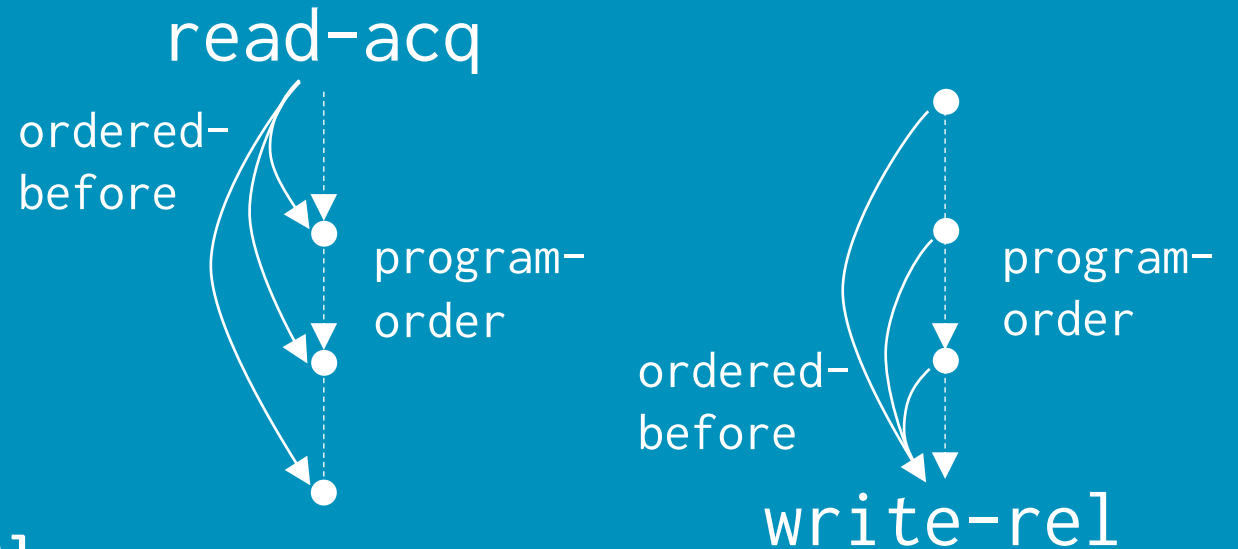 read-acq
ordered-
before
program-
order
program-
order
ordered-
before
write-rel